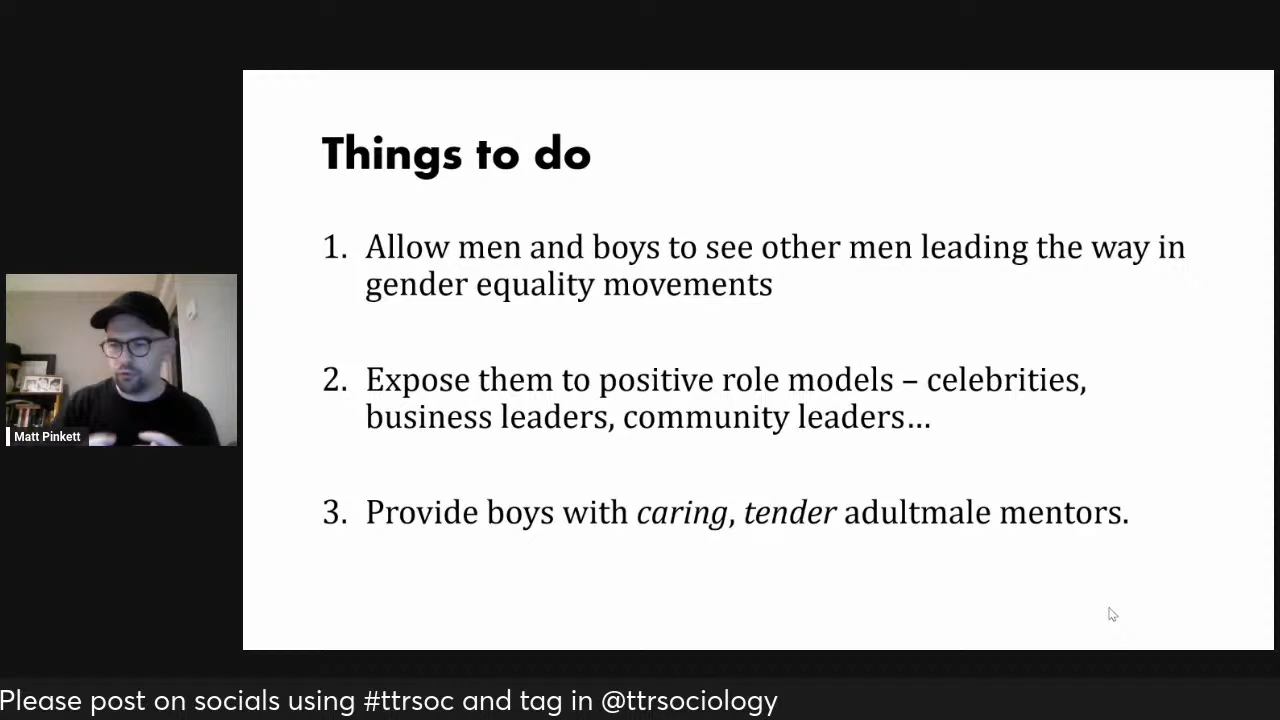 Things to do
1. Allow men and boys to see other men leading the way in
gender equality movements
2. Expose them to positive role models – celebrities,
business leaders, community leaders…
3. Provide boys with caring, tender adultmale mentors.
Matt Pinkett
Please post on socials using #ttrsoc and tag in @ttrsociology